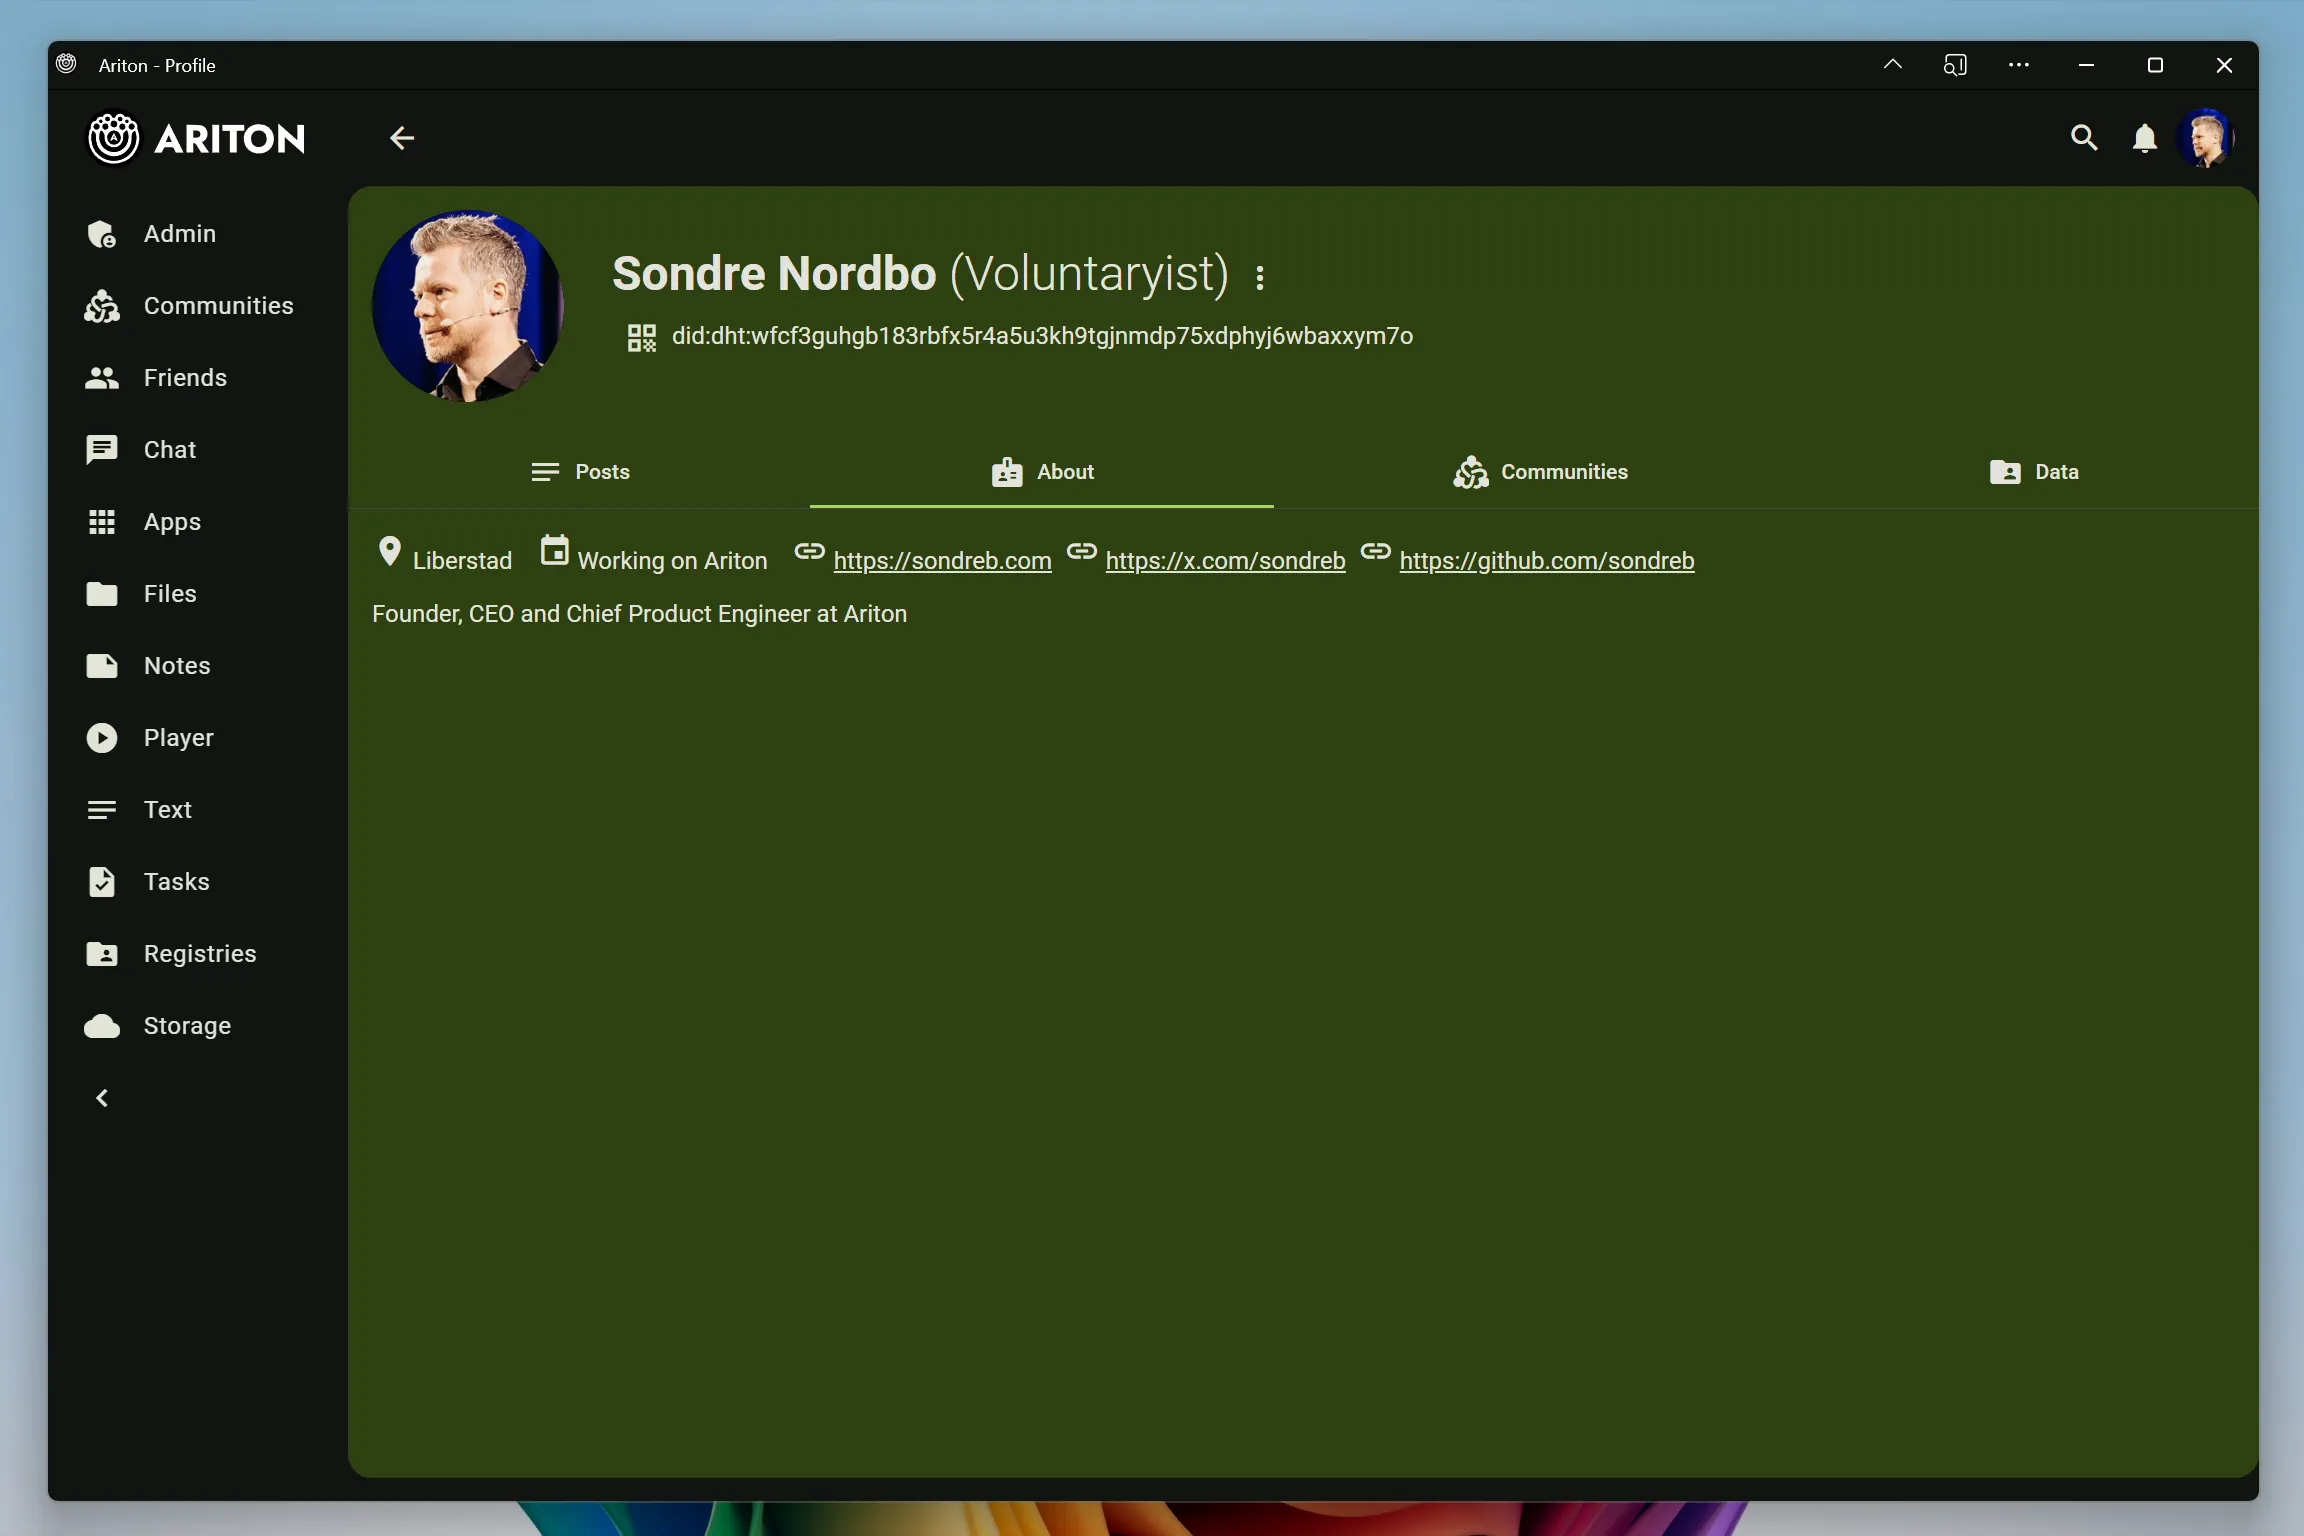 Ariton - Profile
ARITON
Admin
Communities
Friends
Chat
Apps
Files
Notes
Player
Text
Tasks
Registries
Storage
Sondre Nordbo (Voluntaryist)
did:dht:wfcf3guhgb183rbfx5r4a5u3kh9tgjnmdp75xdphyj6wbaxxym7o
Posts About Communities Data
Liberstad Working on Ariton https://sondreb.com https://x.com/sondreb https://github.com/sondreb
Founder, CEO and Chief Product Engineer at Ariton